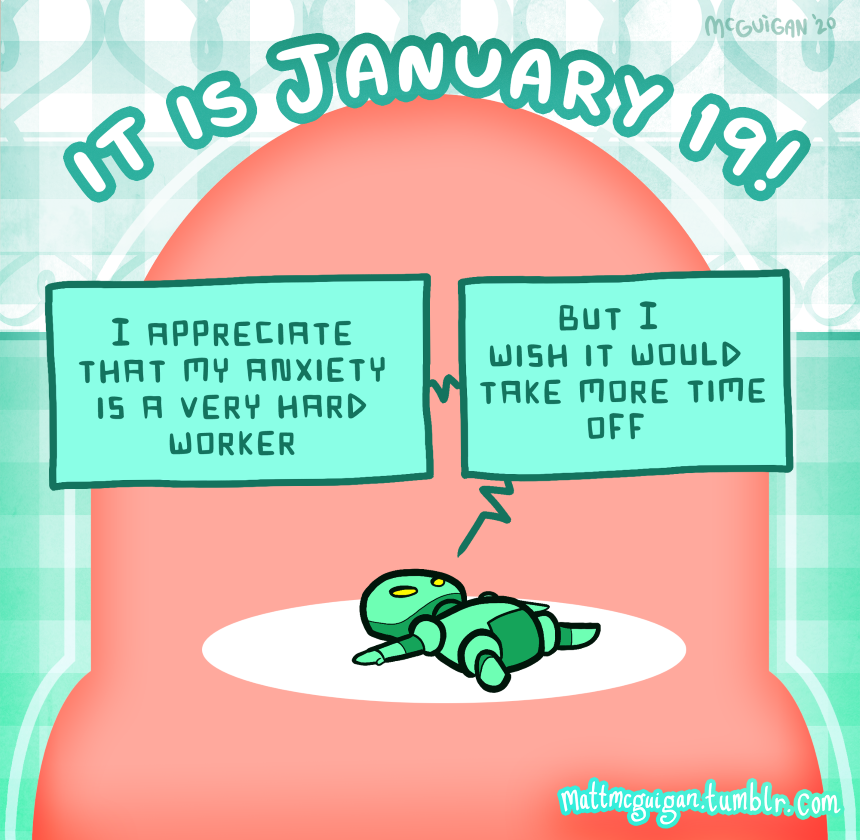 McGUiGAN '20
IT IS JANUARY 19!
I APPRECIATE
THAT MY ANXIETY
IS A VERY HARD
WORKER
BUT I
WISH IT WOULD
TAKE MORE TIME
OFF
mattmcguigan.tumblr.com